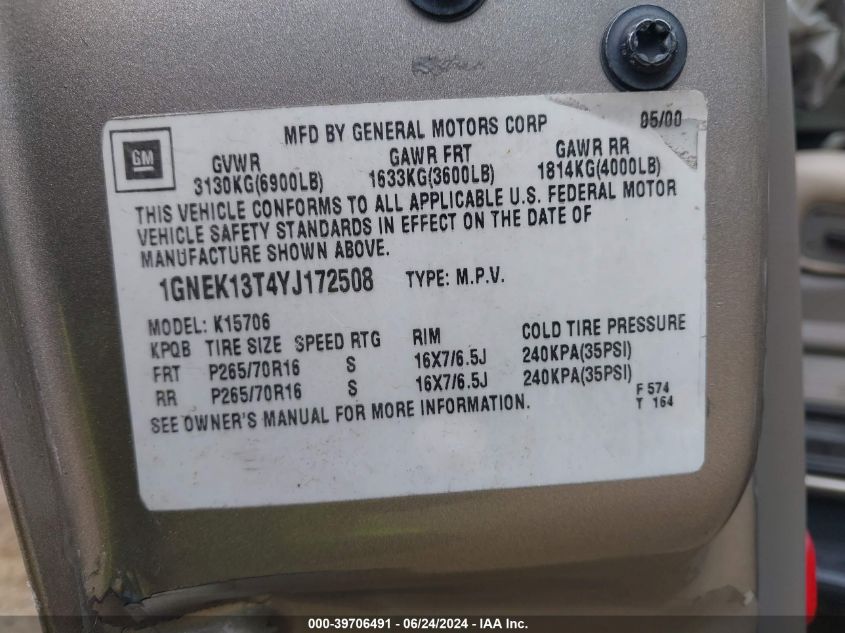 MFD BY GENERAL MOTORS CORP 05/00
GM
GVWR GAWR FRT GAWR RR
3130KG(6900LB) 1633KG(3600LB) 1814KG(4000LB)
THIS VEHICLE CONFORMS TO ALL APPLICABLE U.S. FEDERAL MOTOR
VEHICLE SAFETY STANDARDS IN EFFECT ON THE DATE OF
MANUFACTURE SHOWN ABOVE.
1GNEK13T4YJ172508 TYPE: M.P.V.
MODEL: K15706
KPQB TIRE SIZE SPEED RTG RIM COLD TIRE PRESSURE
FRT P265/70R16 S 16X7/6.5J 240KPA(35PSI)
RR P265/70R16 S 16X7/6.5J 240KPA(35PSI)
SEE OWNER'S MANUAL FOR MORE INFORMATION.
F 574
T 164
000-39706491 - 06/24/2024 - IAA Inc.